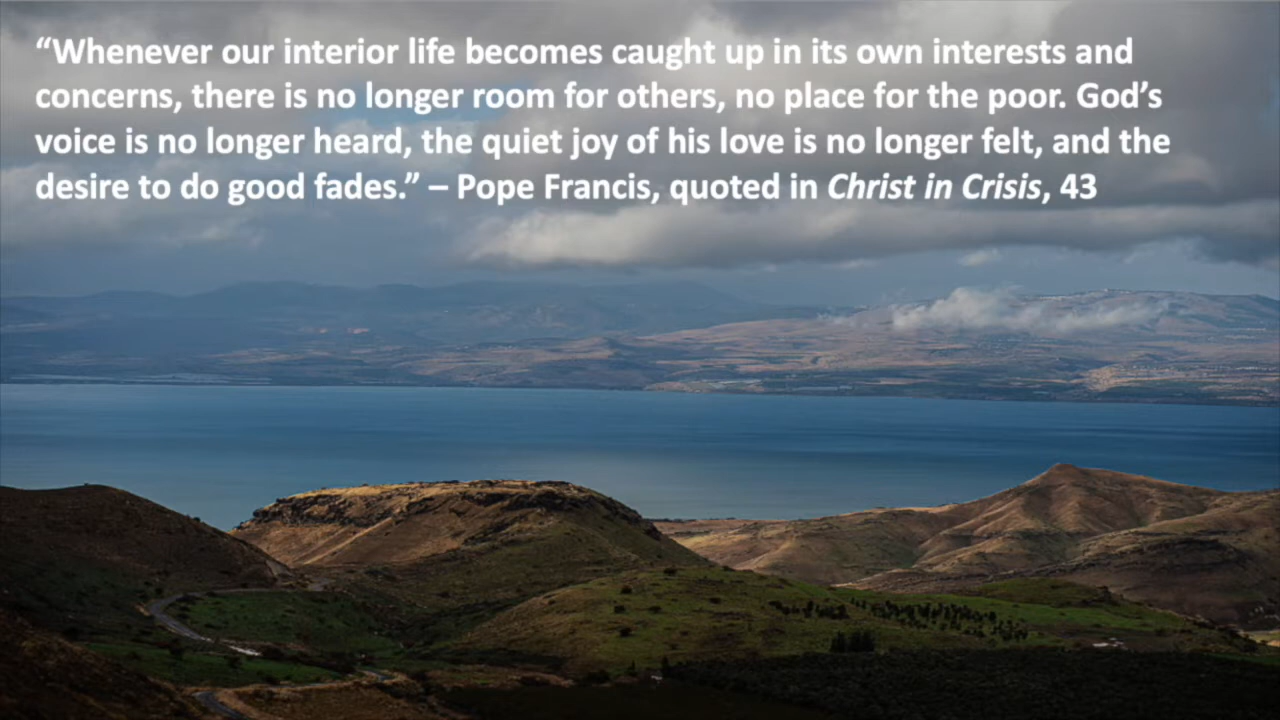 “Whenever our interior life becomes caught up in its own interests and
concerns, there is no longer room for others, no place for the poor. God’s
voice is no longer heard, the quiet joy of his love is no longer felt, and the
desire to do good fades.” – Pope Francis, quoted in Christ in Crisis, 43